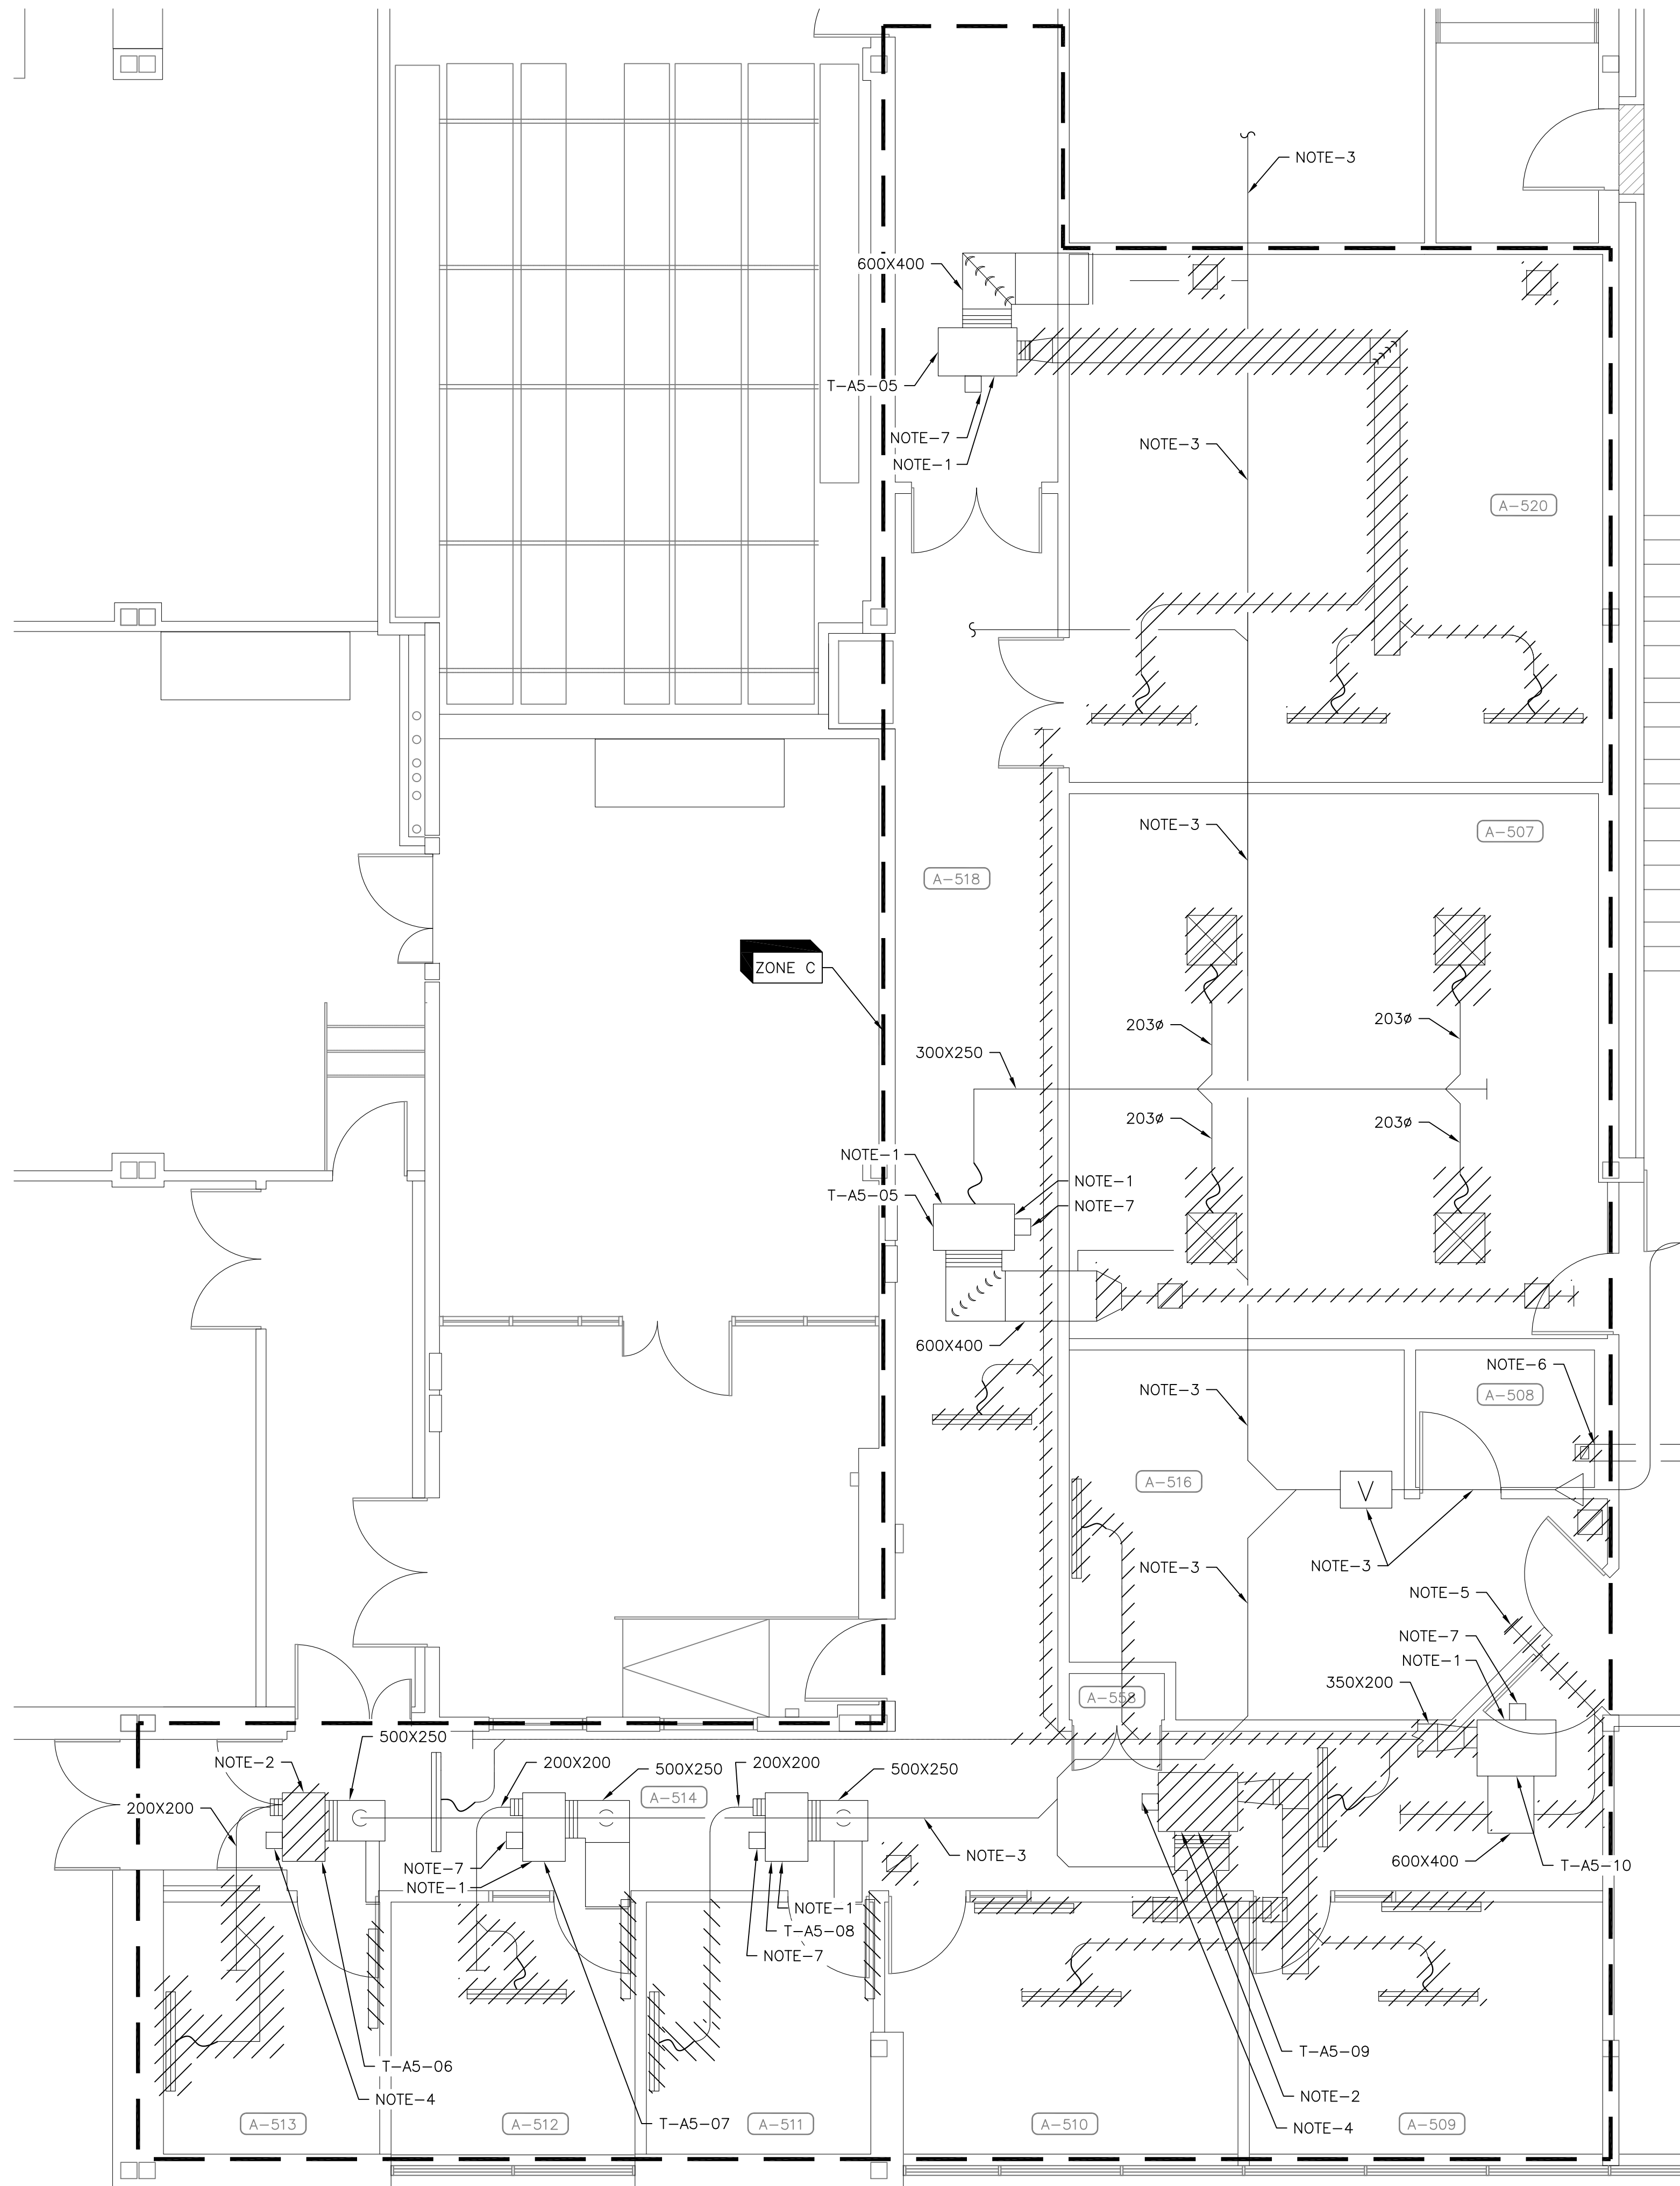 NOTE-3
600X400
T-A5-05
NOTE-7
NOTE-1
NOTE-3
A-520
NOTE-3
A-507
A-518
ZONE C
203ø
203ø
300X250
203ø
203ø
NOTE-1
T-A5-05
NOTE-1
NOTE-7
600X400
NOTE-6
NOTE-3
A-508
A-516
NOTE-3
NOTE-3
V
NOTE-5
NOTE-7
NOTE-1
350X200
A-558
500X250
NOTE-2
200X200
200X200
500X250
200X200
500X250
A-514
NOTE-7
NOTE-1
NOTE-3
600X400
T-A5-10
NOTE-1
T-A5-08
NOTE-7
T-A5-06
NOTE-4
T-A5-09
NOTE-2
NOTE-4
T-A5-07
A-513
A-512
A-511
A-510
A-509